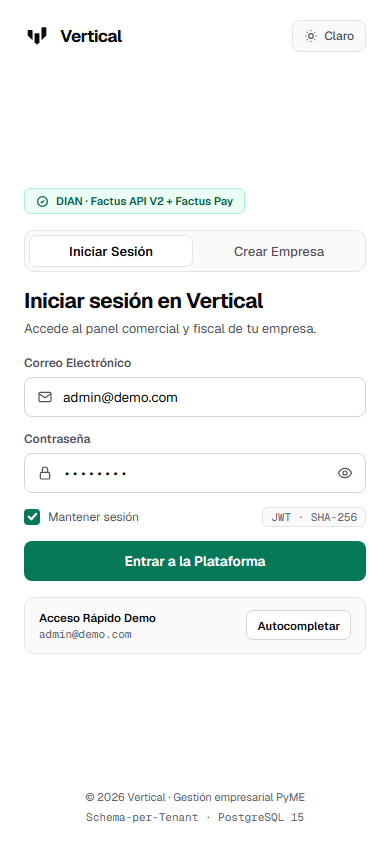 Vertical
Claro
DIAN · Factus API V2 + Factus Pay
Iniciar Sesión
Crear Empresa
Iniciar sesión en Vertical
Accede al panel comercial y fiscal de tu empresa.
Correo Electrónico
admin@demo.com
Contraseña
••••••••
Mantener sesión
JWT · SHA-256
Entrar a la Plataforma
Acceso Rápido Demo
admin@demo.com
Autocompletar
© 2026 Vertical · Gestión empresarial PyME
Schema-per-Tenant · PostgreSQL 15